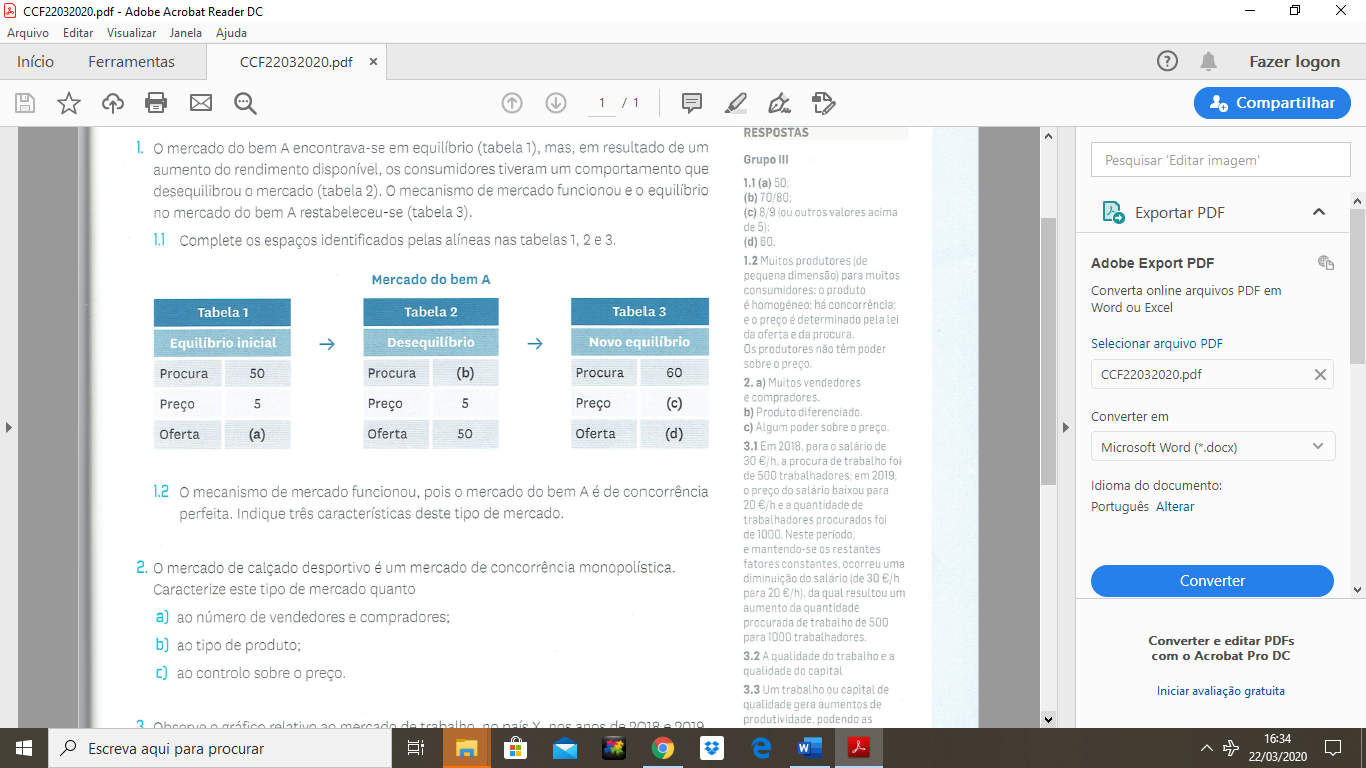 CCF22032020.pdf - Adobe Acrobat Reader DC
Arquivo Editar Visualizar Janela Ajuda
Início Ferramentas CCF22032020.pdf × Fazer logon
1 / 1 Compartilhar
1. O mercado do bem A encontrava-se em equilíbrio (tabela 1), mas, em resultado de um
aumento do rendimento disponível, os consumidores tiveram um comportamento que
desequilibrou o mercado (tabela 2). O mecanismo de mercado funcionou e o equilíbrio
no mercado do bem A restabeleceu-se (tabela 3).
1.1 Complete os espaços identificados pelas alíneas nas tabelas 1, 2 e 3.
Mercado do bem A
Tabela 1
Equilíbrio inicial
Procura 50
Preço 5
Oferta (a)
→
Tabela 2
Desequilíbrio
Procura (b)
Preço 5
Oferta 50
→
Tabela 3
Novo equilíbrio
Procura 60
Preço (c)
Oferta (d)
1.2 O mecanismo de mercado funcionou, pois o mercado do bem A é de concorrência
perfeita. Indique três características deste tipo de mercado.
2. O mercado de calçado desportivo é um mercado de concorrência monopolística.
Caracterize este tipo de mercado quanto
a) ao número de vendedores e compradores;
b) ao tipo de produto;
c) ao controlo sobre o preço.
3. Observe o gráfico relativo ao mercado de trabalho, no país X, nos anos de 2018 e 2019.
RESPOSTAS
Grupo III
1.1 (a) 50;
(b) 70/80;
(c) 8/9 (ou outros valores acima
de 5);
(d) 60.
1.2 Muitos produtores (de
pequena dimensão) para muitos
consumidores; o produto
é homogéneo; há concorrência;
e o preço é determinado pela lei
da oferta e da procura.
Os produtores não têm poder
sobre o preço.
2. a) Muitos vendedores
e compradores.
b) Produto diferenciado.
c) Algum poder sobre o preço.
3.1 Em 2018, para o salário de
30 €/h, a procura de trabalho foi
de 500 trabalhadores; em 2019,
o preço do salário baixou para
20 €/h e a quantidade de
trabalhadores procurados foi
de 1000. Neste período,
e mantendo-se os restantes
fatores constantes, ocorreu uma
diminuição do salário (de 30 €/h
para 20 €/h), da qual resultou um
aumento da quantidade
procurada de trabalho de 500
para 1000 trabalhadores.
3.2 A qualidade do trabalho e a
qualidade do capital
3.3 Um trabalho ou capital de
qualidade gera aumentos de
produtividade, podendo as
Pesquisar 'Editar imagem'
Exportar PDF
Adobe Export PDF
Converta online arquivos PDF em
Word ou Excel
Selecionar arquivo PDF
CCF22032020.pdf
Converter em
Microsoft Word (*.docx)
Idioma do documento:
Português Alterar
Converter
Converter e editar PDFs
com o Acrobat Pro DC
Iniciar avaliação gratuita
Escreva aqui para procurar
16:34
22/03/2020